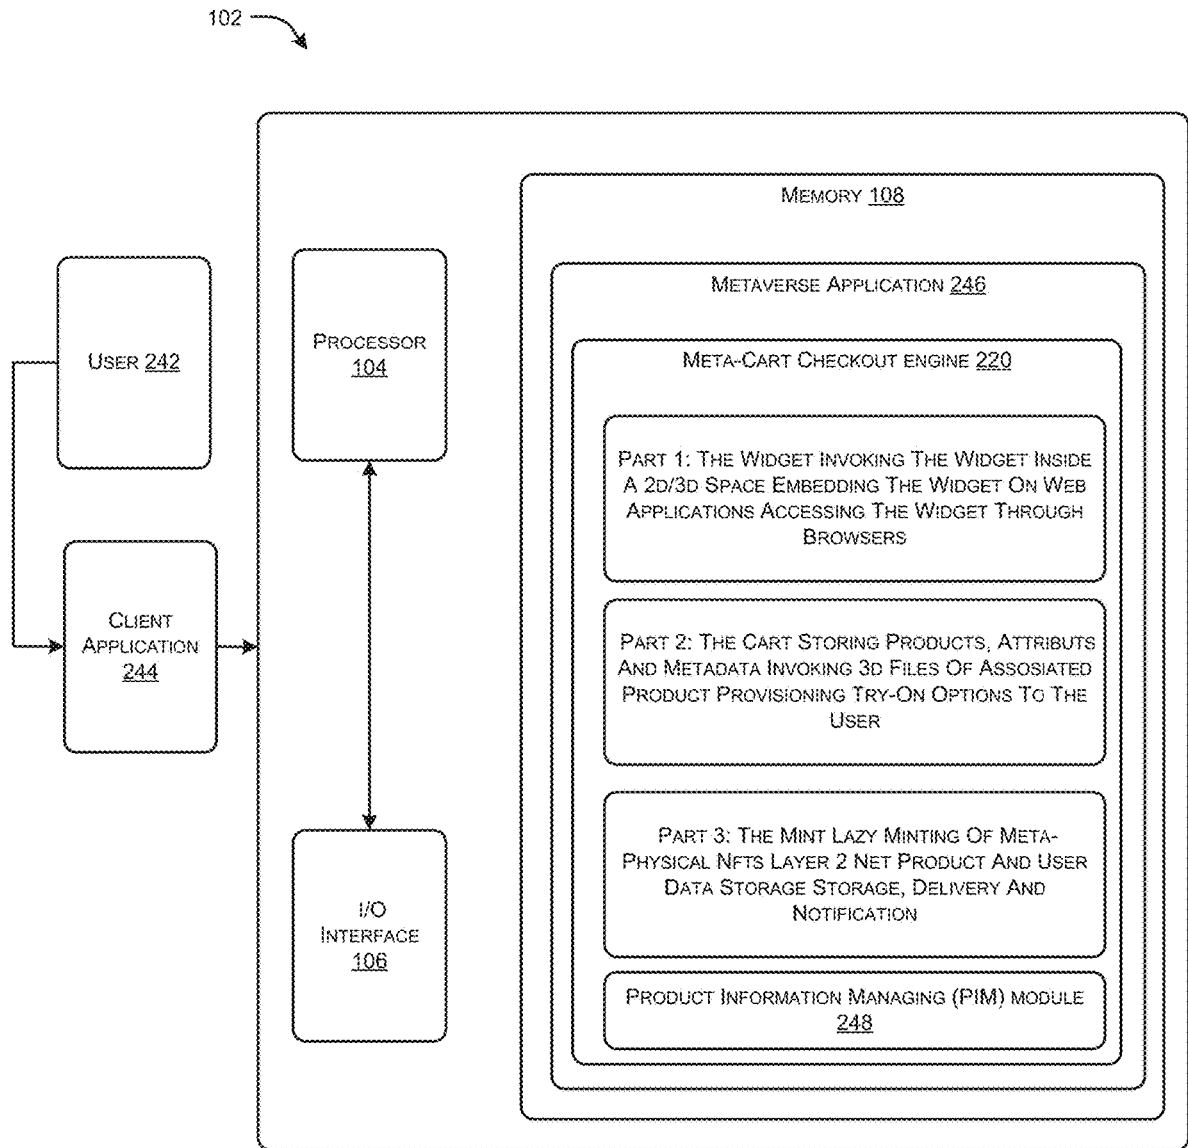 102
MEMORY 108
METAVERSE APPLICATION 246
META-CART CHECKOUT ENGINE 220
USER 242
PROCESSOR
104
PART 1: THE WIDGET INVOKING THE WIDGET INSIDE
A 2D/3D SPACE EMBEDDING THE WIDGET ON WEB
APPLICATIONS ACCESSING THE WIDGET THROUGH
BROWSERS
CLIENT
APPLICATION
244
PART 2: THE CART STORING PRODUCTS, ATTRIBUTS
AND METADATA INVOKING 3D FILES OF ASSOSIATED
PRODUCT PROVISIONING TRY-ON OPTIONS TO THE
USER
PART 3: THE MINT LAZY MINTING OF META-
PHYSICAL NFTS LAYER 2 NET PRODUCT AND USER
DATA STORAGE STORAGE, DELIVERY AND
NOTIFICATION
I/O
INTERFACE
106
PRODUCT INFORMATION MANAGING (PIM) MODULE
248